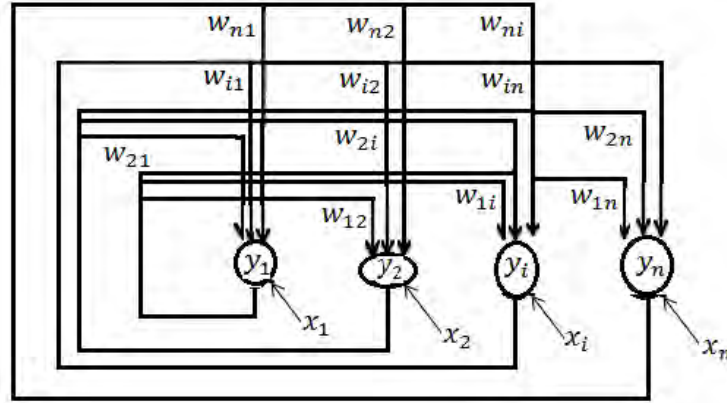 w_{n1} w_{n2} w_{ni}
w_{i1} w_{i2} w_{in}
w_{21} w_{2i} w_{2n}
w_{12} w_{1i} w_{1n}
y_1 y_2 y_i y_n
x_1 x_2 x_i x_n